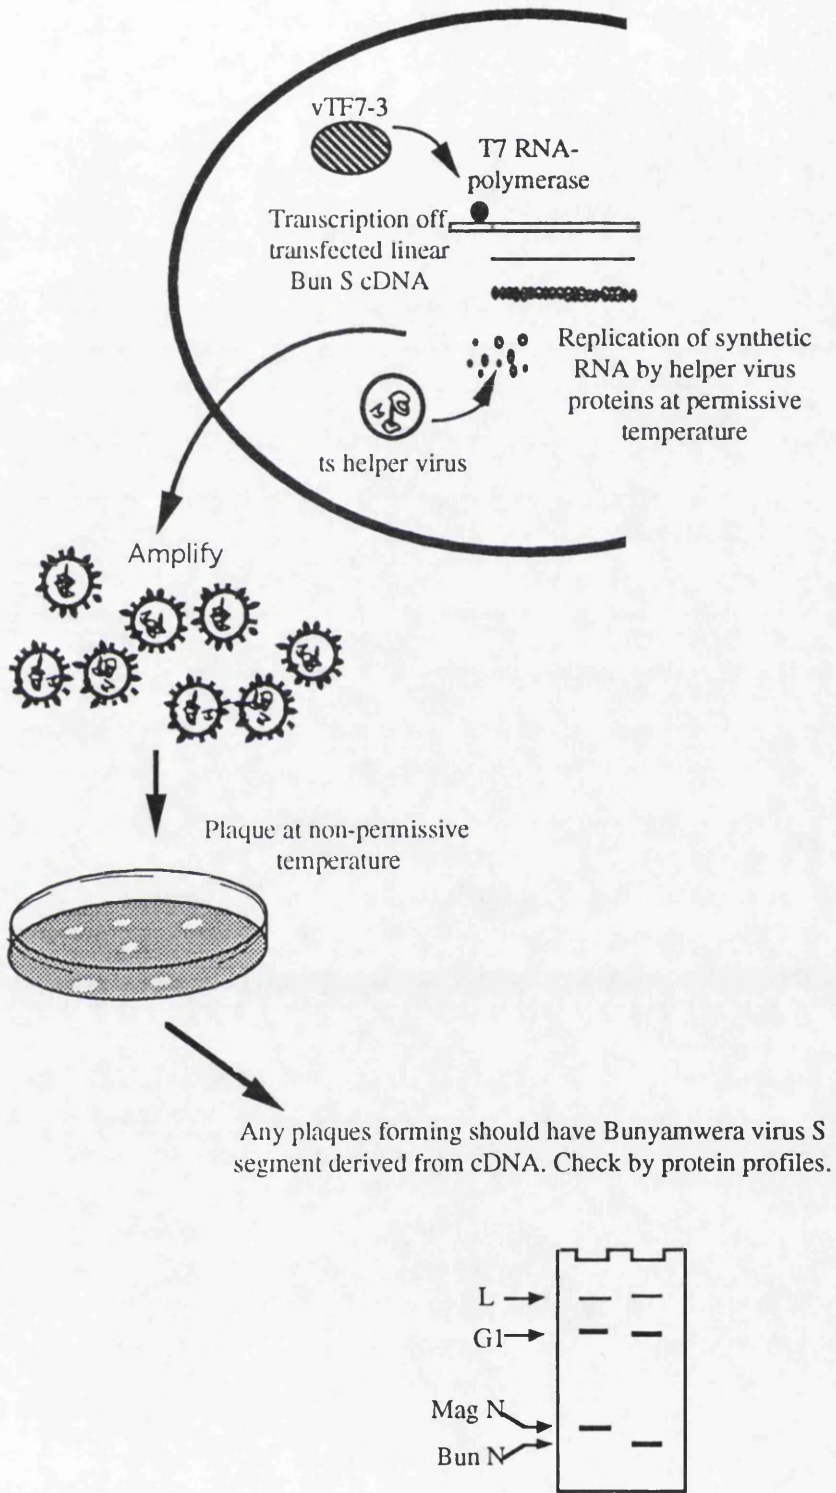 vTF7-3
T7 RNA-
polymerase
Transcription off
transfected linear
Bun S cDNA
Replication of synthetic
RNA by helper virus
proteins at permissive
temperature
ts helper virus
Amplify
Plaque at non-permissive
temperature
Any plaques forming should have Bunyamwera virus S
segment derived from cDNA. Check by protein profiles.
L
G1
Mag N
Bun N